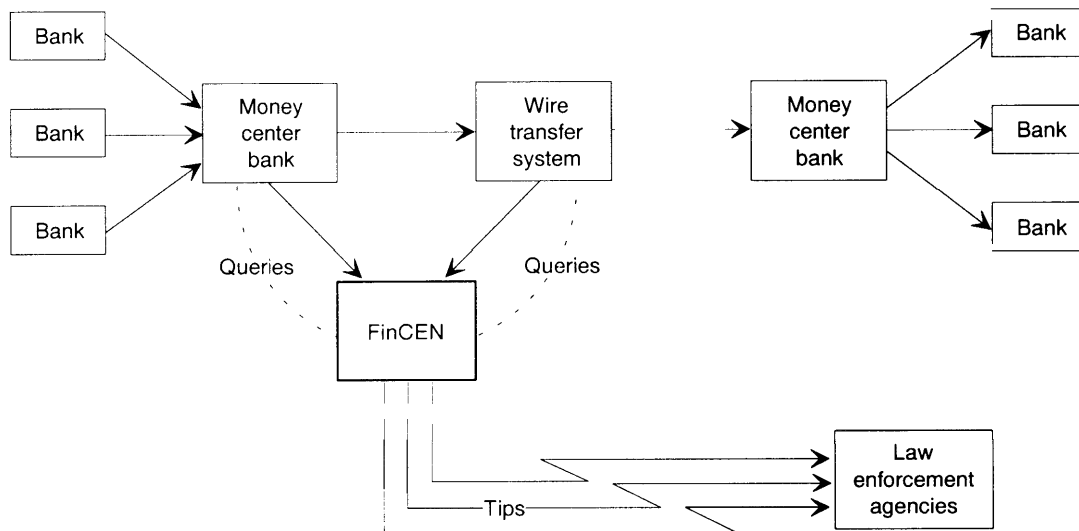 Bank
Bank
Bank
Money
center
bank
Wire
transfer
system
Money
center
bank
Bank
Bank
Bank
Queries
Queries
FinCEN
Law
enforcement
agencies
Tips